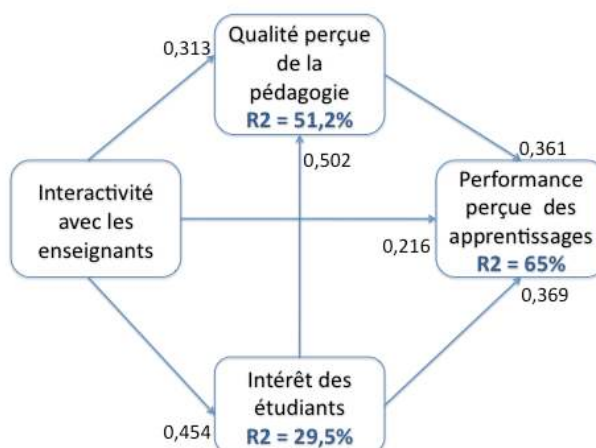 0,313
Qualité perçue
de la
pédagogie
R2 = 51,2%
0,502
0,361
Interactivité
avec les
enseignants
Performance
perçue des
apprentissages
R2 = 65%
0,216
0,369
Intérêt des
étudiants
R2 = 29,5%
0,454